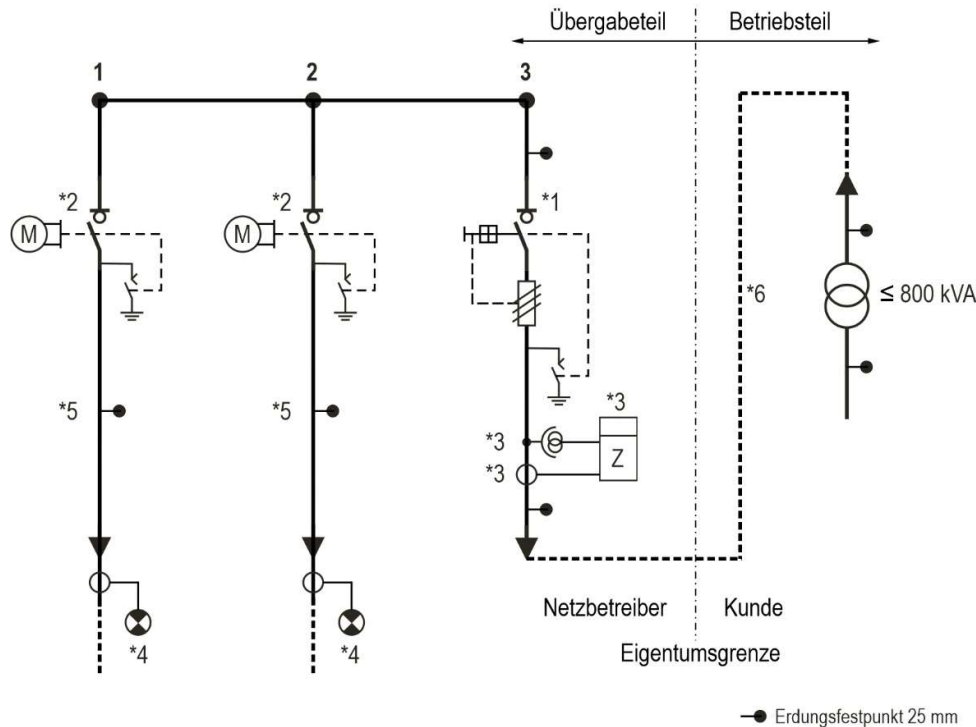 Übergabeteil Betriebsteil
1 2 3
*2 *2 *1
M M
*6 ≤ 800 kVA
*5 *5 *3
*3
Z
*3
Netzbetreiber Kunde
*4 *4 Eigentumsgrenze
Erdungsfestpunkt 25 mm